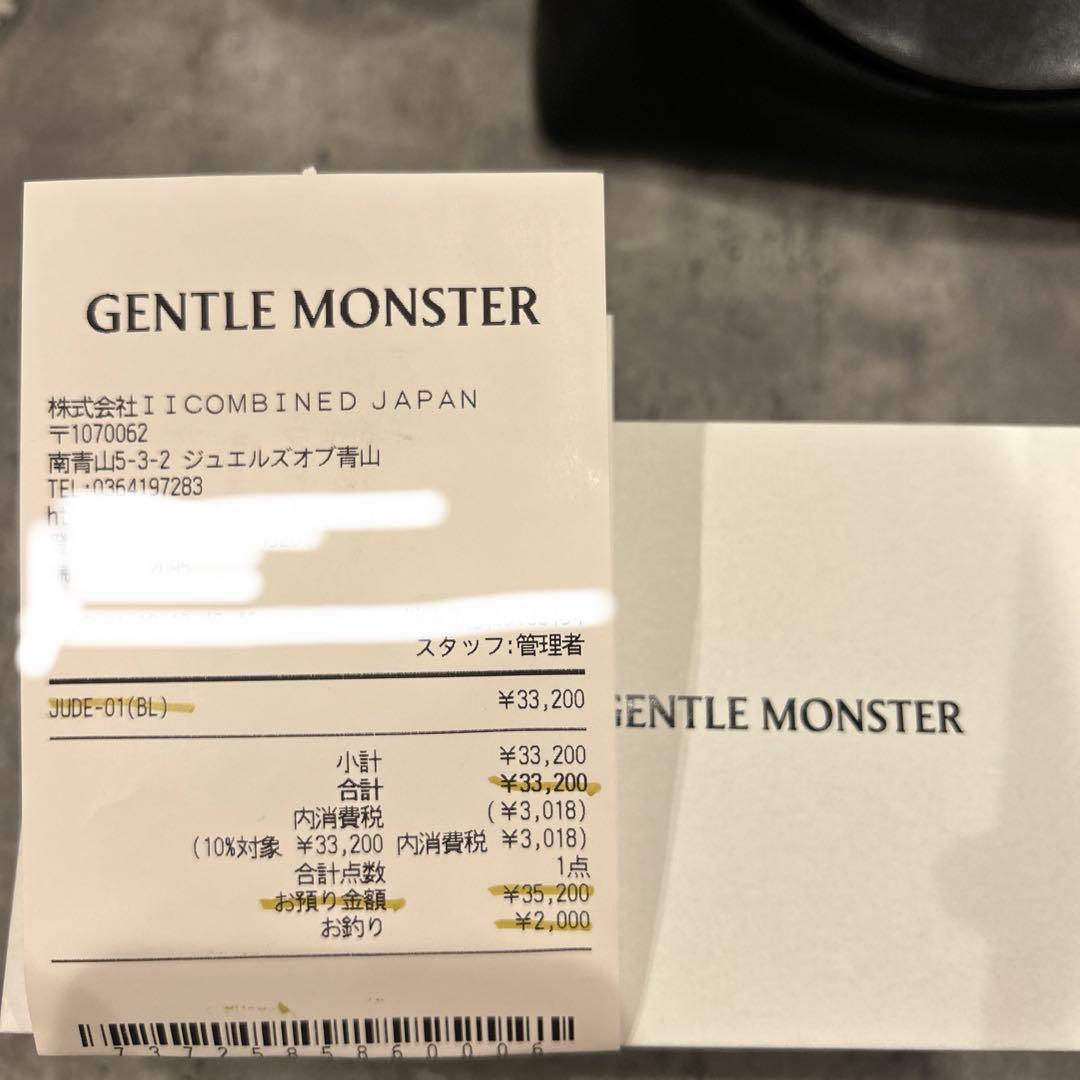 GENTLE MONSTER
株式会社IICOMBINED JAPAN
〒1070062
南青山5-3-2 ジュエルズオブ青山
TEL:0364197283
スタッフ:管理者
JUDE-01(BL) ¥33,200
小計 ¥33,200
合計 ¥33,200
内消費税 (¥3,018)
(10%対象 ¥33,200 内消費税 ¥3,018)
合計点数 1点
お預り金額 ¥35,200
お釣り ¥2,000
GENTLE MONSTER